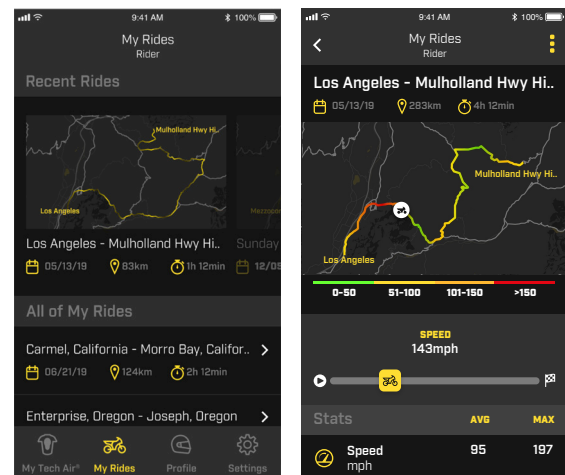 9:41 AM
100%
My Rides
Rider
Recent Rides
Mulholland Hwy Hi..
Los Angeles
Los Angeles - Mulholland Hwy Hi..
05/13/19
83km
1h 12min
Sunday
All of My Rides
Carmel, California - Morro Bay, Califor..
06/21/19
124km
2h 12min
Enterprise, Oregon - Joseph, Oregon
My Tech Air®
My Rides
Profile
Settings
9:41 AM
100%
My Rides
Rider
Los Angeles - Mulholland Hwy Hi..
05/13/19
283km
4h 12min
Mulholland Hwy Hi..
Los Angeles
0-50
51-100
101-150
>150
SPEED
143mph
Stats
AVG
MAX
Speed
95
197
mph